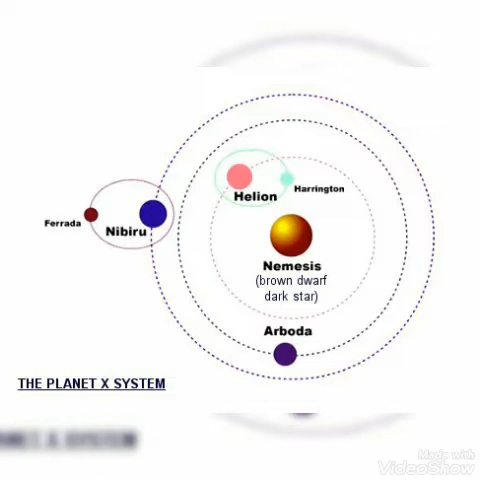 Harrington
Helion
Ferrada
Nibiru
Nemesis
(brown dwarf
dark star)
Arboda
THE PLANET X SYSTEM
Made with
VideoShow